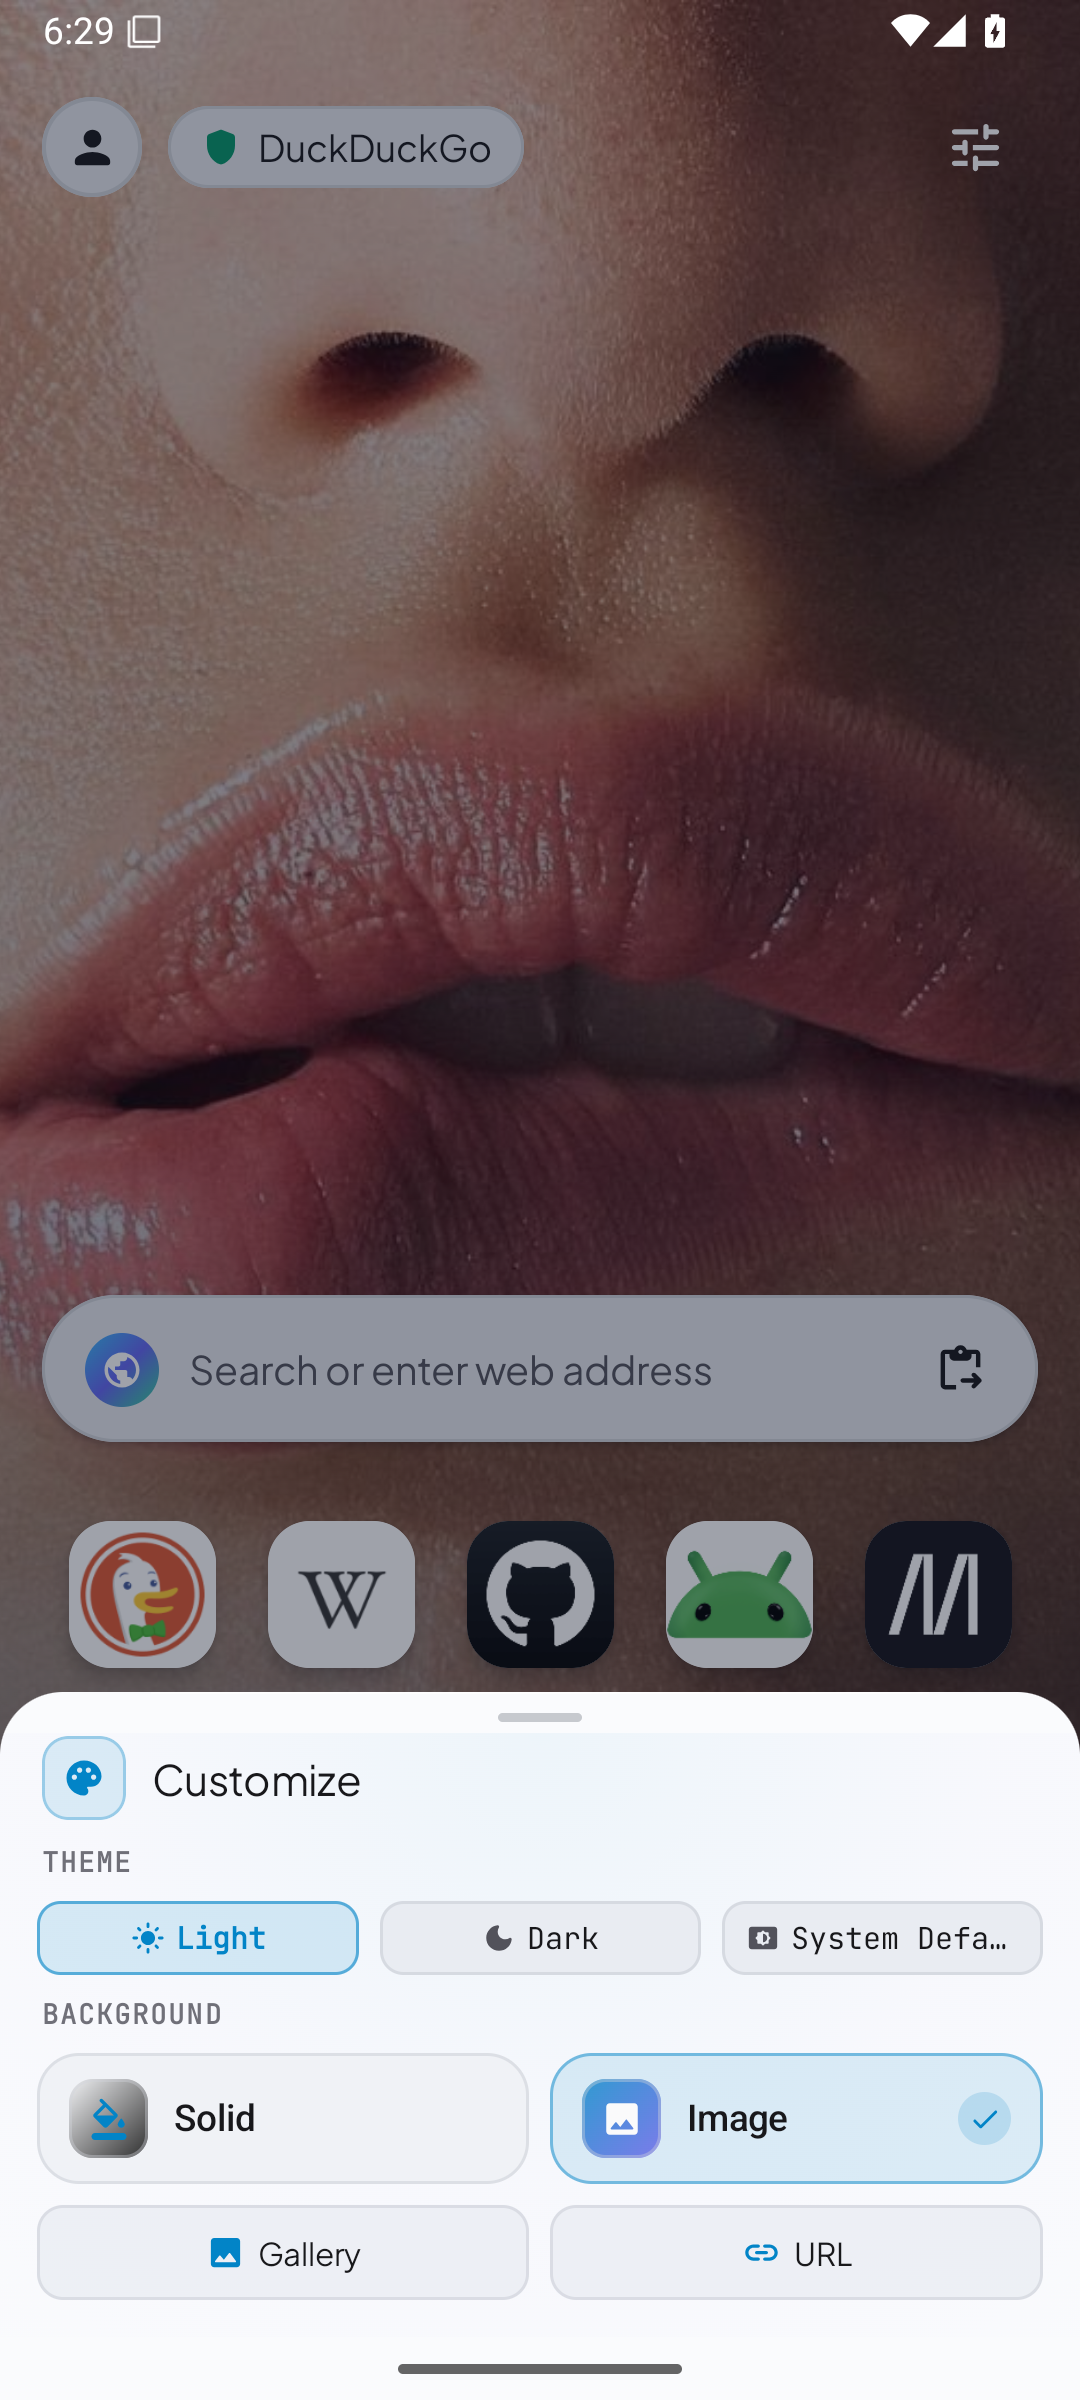 6:29
DuckDuckGo
Search or enter web address
W
Customize
THEME
Light
Dark
System Defa…
BACKGROUND
Solid
Image
Gallery
URL